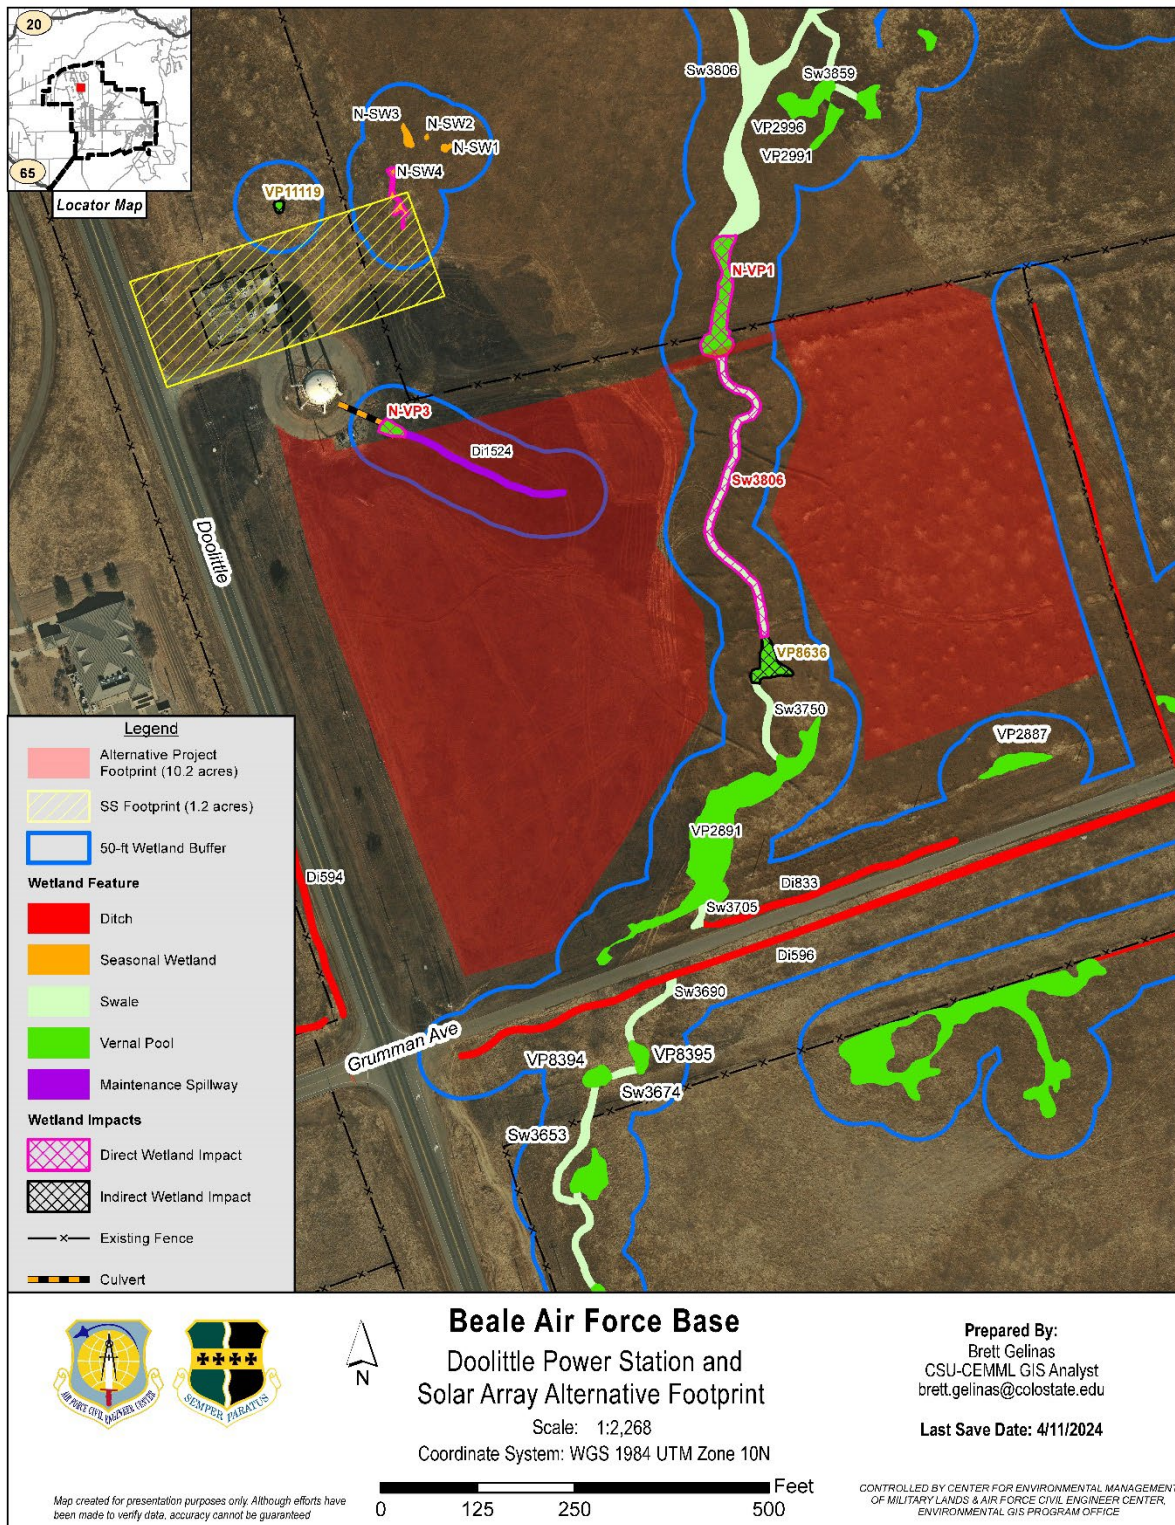 20
65
Locator Map
Sw3806
Sw3859
VP2996
VP2991
N-SW3
N-SW2
N-SW1
N-SW4
VP11119
N-VP1
N-VP3
Di1524
Sw3806
Doolittle
VP8636
Sw3750
VP2887
VP2891
Di594
Di833
Sw3705
Di596
Sw3690
Grumman Ave
VP8394
VP8395
Sw3674
Sw3653
Legend
Alternative Project
Footprint (10.2 acres)
SS Footprint (1.2 acres)
50-ft Wetland Buffer
Wetland Feature
Ditch
Seasonal Wetland
Swale
Vernal Pool
Maintenance Spillway
Wetland Impacts
Direct Wetland Impact
Indirect Wetland Impact
Existing Fence
Culvert
AIR FORCE CIVIL ENGINEER CENTER
SEMPER PARATUS
N
Beale Air Force Base
Doolittle Power Station and
Solar Array Alternative Footprint
Scale: 1:2,268
Coordinate System: WGS 1984 UTM Zone 10N
Feet
0 125 250 500
Prepared By:
Brett Gelinas
CSU-CEMML GIS Analyst
brett.gelinas@colostate.edu
Last Save Date: 4/11/2024
Map created for presentation purposes only. Although efforts have
been made to verify data, accuracy cannot be guaranteed
CONTROLLED BY CENTER FOR ENVIRONMENTAL MANAGEMENT
OF MILITARY LANDS & AIR FORCE CIVIL ENGINEER CENTER,
ENVIRONMENTAL GIS PROGRAM OFFICE